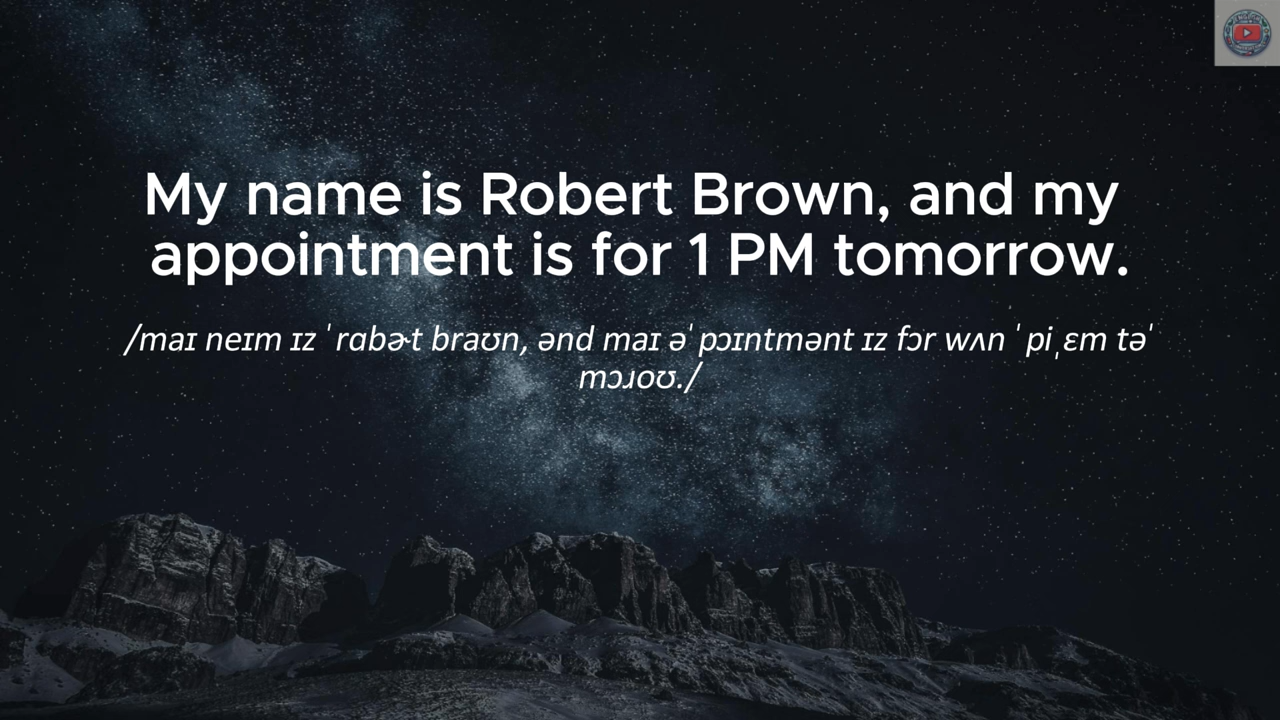 My name is Robert Brown, and my
appointment is for 1 PM tomorrow.
/maɪ neɪm ɪz ˈrɑbɚt braʊn, ənd maɪ əˈpɔɪntmənt ɪz fɔr wʌn ˈpiˌɛm təˈ
mɔɹoʊ./